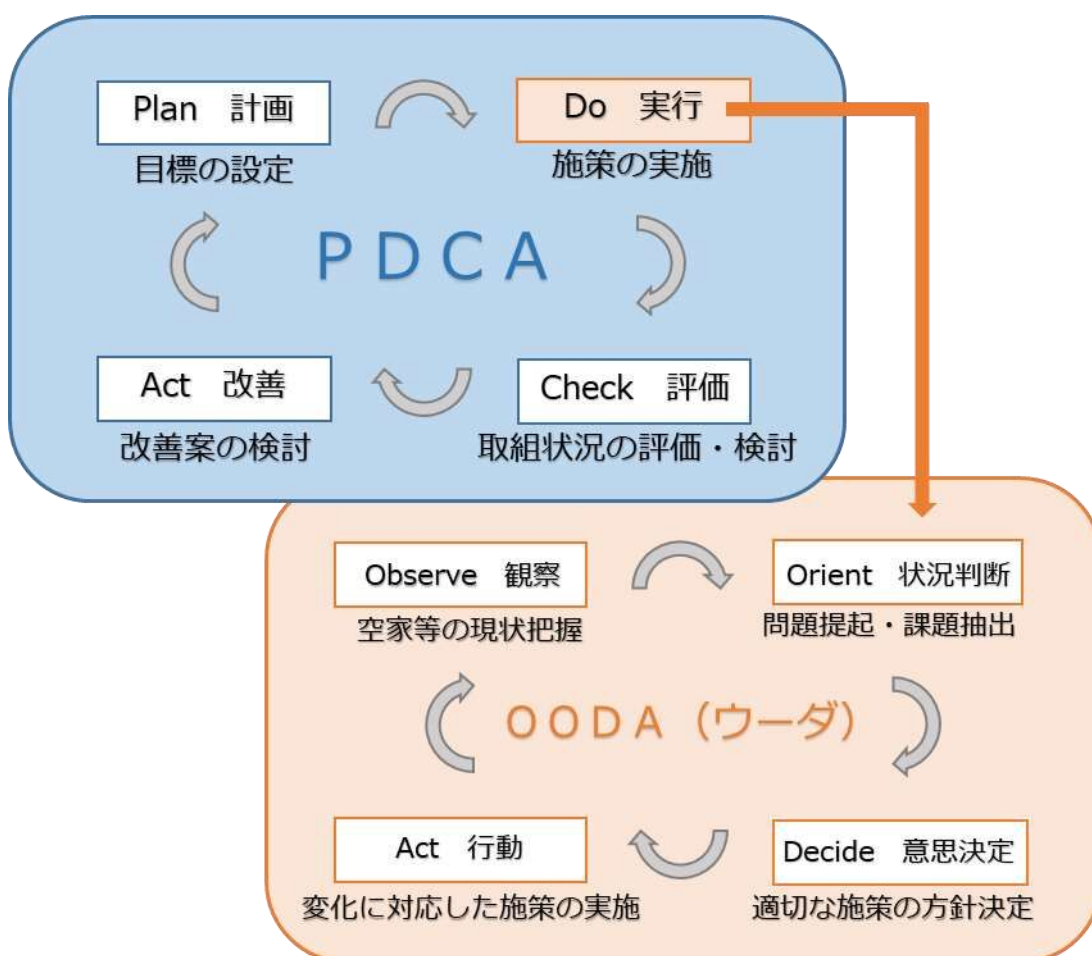 Plan 計画
目標の設定
Do 実行
施策の実施
PDCA
Act 改善
改善案の検討
Check 評価
取組状況の評価・検討
Observe 観察
空家等の現状把握
Orient 状況判断
問題提起・課題抽出
OODA（ウーダ）
Act 行動
変化に対応した施策の実施
Decide 意思決定
適切な施策の方針決定